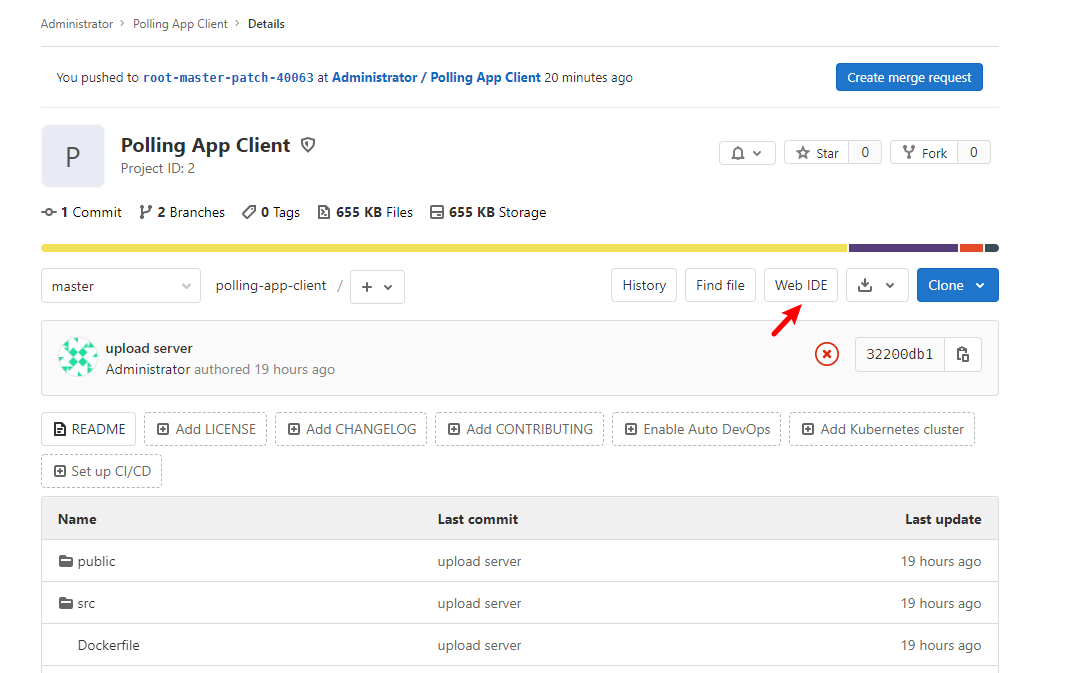 Administrator > Polling App Client > Details
You pushed to root-master-patch-40063 at Administrator / Polling App Client 20 minutes ago
Create merge request
P
Polling App Client
Project ID: 2
Star 0
Fork 0
1 Commit 2 Branches 0 Tags 655 KB Files 655 KB Storage
master polling-app-client / + History Find file Web IDE Clone
upload server
Administrator authored 19 hours ago
32200db1
README Add LICENSE Add CHANGELOG Add CONTRIBUTING Enable Auto DevOps Add Kubernetes cluster
Set up CI/CD
Name Last commit Last update
public upload server 19 hours ago
src upload server 19 hours ago
Dockerfile upload server 19 hours ago